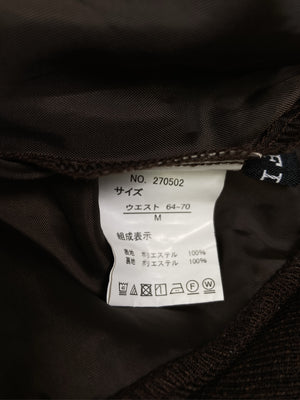 NO. 270502
サイズ
ウエスト 64~70
M
組成表示
表地 ポリエステル 100%
裏地 ポリエステル 100%